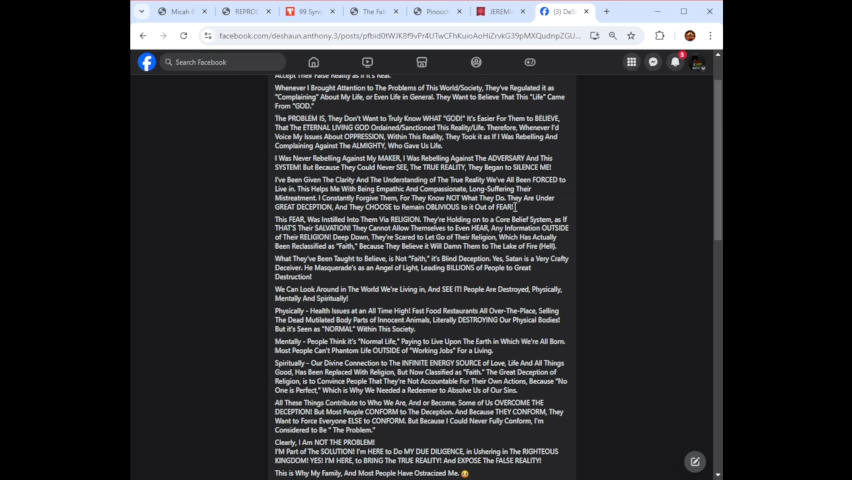 Micah 6
REPROD
99 Syno
The Fals
Pinocch
JEREMI
(3) DeSh
facebook.com/deshaun.anthony.3/posts/
Search Facebook
Accept Their False Reality as If it's Real.
Whenever I Brought Attention to The Problems of This World/Society, They've Regulated it as
"Complaining" About My Life, or Even Life in General. They Want to Believe That This "Life" Came
From "GOD."
The PROBLEM IS, They Don't Want to Truly Know WHAT "GOD!" It's Easier For Them to BELIEVE,
That The ETERNAL LIVING GOD Ordained/Sanctioned This Reality/Life. Therefore, Whenever I'd
Voice My Issues About OPPRESSION, Within This Reality, They Took it as If I Was Rebelling And
Complaining Against The ALMIGHTY, Who Gave Us Life.
I Was Never Rebelling Against My MAKER, I Was Rebelling Against The ADVERSARY And This
SYSTEM! But Because They Could Never SEE, The TRUE REALITY, They Began to SILENCE ME!
I've Been Given The Clarity And The Understanding of The True Reality We've All Been FORCED to
Live in. This Helps Me With Being Empathic And Compassionate, Long-Suffering Their
Mistreatment. I Constantly Forgive Them, For They Know NOT What They Do. They Are Under
GREAT DECEPTION, And They CHOOSE to Remain OBLIVIOUS to it Out of FEAR!
This FEAR, Was Instilled Into Them Via RELIGION. They're Holding on to a Core Belief System, as If
THAT'S Their SALVATION! They Cannot Allow Themselves to Even HEAR, Any Information OUTSIDE
of Their RELIGION! Deep Down, They're Scared to Let Go of Their Religion, Which Has Actually
Been Reclassified as "Faith," Because They Believe it Will Damn Them to The Lake of Fire (Hell).
What They've Been Taught to Believe, is Not "Faith," it's Blind Deception. Yes, Satan is a Very Crafty
Deceiver. He Masquerade's as an Angel of Light, Leading BILLIONS of People to Great
Destruction!
We Can Look Around in The World We're Living in, And SEE IT! People Are Destroyed, Physically,
Mentally And Spiritually!
Physically - Health Issues at an All Time High! Fast Food Restaurants All Over-The-Place, Selling
The Dead Mutilated Body Parts of Innocent Animals, Literally DESTROYING Our Physical Bodies!
But it's Seen as "NORMAL" Within This Society.
Mentally - People Think it's "Normal Life," Paying to Live Upon The Earth in Which We're All Born.
Most People Can't Phantom Life OUTSIDE of "Working Jobs" For a Living.
Spiritually - Our Divine Connection to The INFINITE ENERGY SOURCE of Love, Life And All Things
Good, Has Been Replaced With Religion, But Now Classified as "Faith." The Great Deception of
Religion, is to Convince People That They're Not Accountable For Their Own Actions, Because "No
One is Perfect," Which is Why We Needed a Redeemer to Absolve Us of Our Sins.
All These Things Contribute to Who We Are, And or Become. Some of Us OVERCOME THE
DECEPTION! But Most People CONFORM to The Deception. And Because THEY CONFORM, They
Want to Force Everyone ELSE to CONFORM. But Because I Could Never Fully Conform, I'm
Considered to Be " The Problem."
Clearly, I Am NOT THE PROBLEM!
I'M Part of The SOLUTION! I'm HERE to Do MY DUE DILIGENCE, in Ushering in The RIGHTEOUS
KINGDOM! YES! I'M HERE, to BRING The TRUE REALITY! And EXPOSE The FALSE REALITY!
This is Why My Family, And Most People Have Ostracized Me. 😢